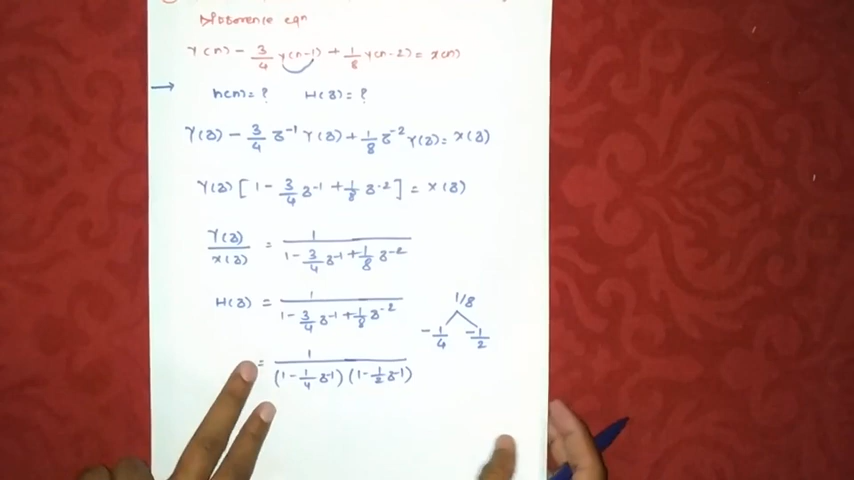 Difference eqn
y(n) - 3/4 y(n-1) + 1/8 y(n-2) = x(n)
→ h(n) = ? H(z) = ?
Y(z) - 3/4 z^-1 Y(z) + 1/8 z^-2 Y(z) = X(z)
Y(z) [ 1 - 3/4 z^-1 + 1/8 z^-2 ] = X(z)
Y(z)/X(z) = 1/(1 - 3/4 z^-1 + 1/8 z^-2)
H(z) = 1/(1 - 3/4 z^-1 + 1/8 z^-2)
1/8
-1/4 -1/2
= 1/((1 - 1/4 z^-1) (1 - 1/2 z^-1))